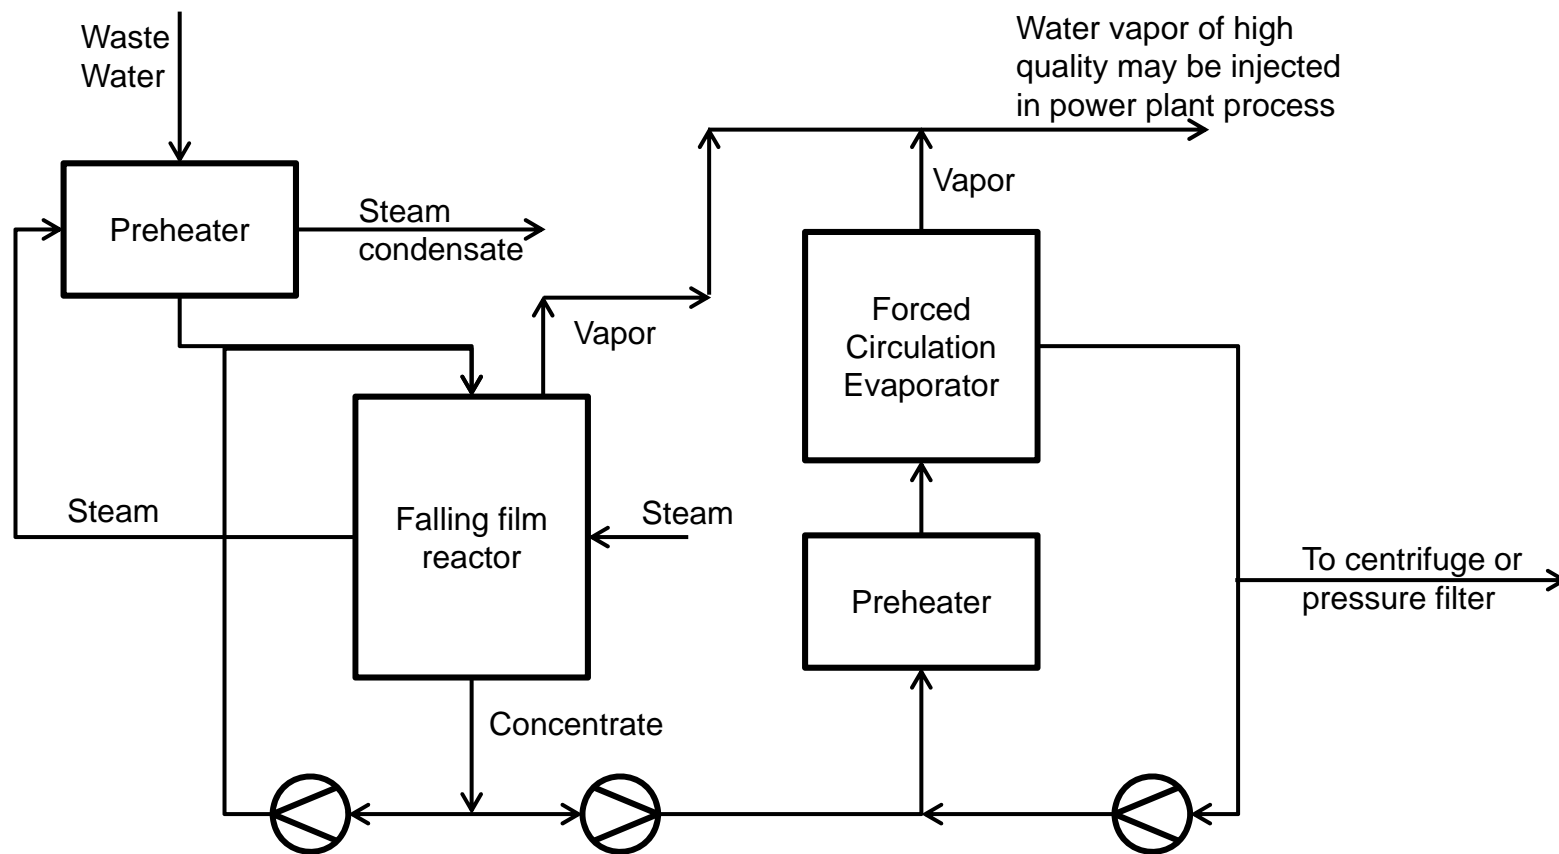 Waste
Water
Water vapor of high
quality may be injected
in power plant process
Preheater
Steam
condensate
Vapor
Vapor
Forced
Circulation
Evaporator
Steam
Falling film
reactor
Steam
Preheater
To centrifuge or
pressure filter
Concentrate